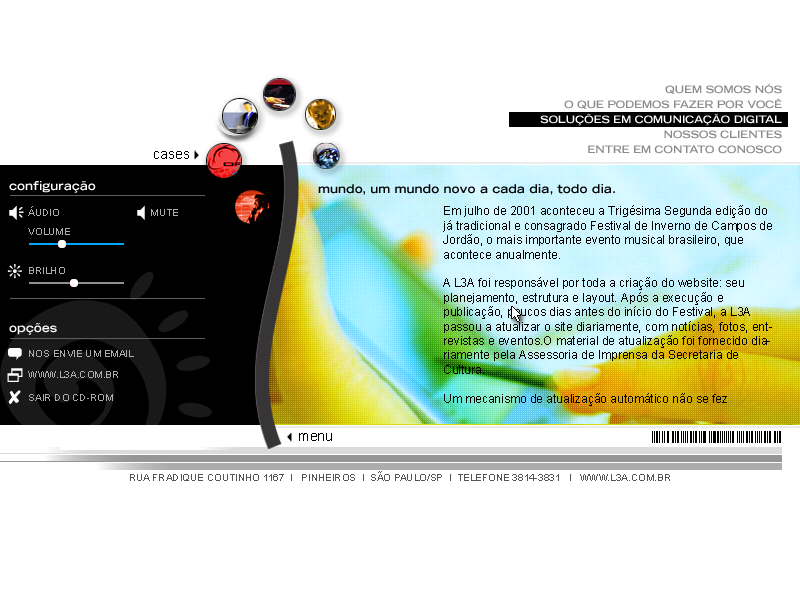 QUEM SOMOS NÓS
O QUE PODEMOS FAZER POR VOCÊ
SOLUÇÕES EM COMUNICAÇÃO DIGITAL
NOSSOS CLIENTES
ENTRE EM CONTATO CONOSCO
cases
configuração
ÁUDIO
MUTE
VOLUME
BRILHO
opções
NOS ENVIE UM EMAIL
WWW.L3A.COM.BR
SAIR DO CD-ROM
mundo, um mundo novo a cada dia, todo dia.
Em julho de 2001 aconteceu a Trigésima Segunda edição do
já tradicional e consagrado Festival de Inverno de Campos de
Jordão, o mais importante evento musical brasileiro, que
acontece anualmente.
A L3A foi responsável por toda a criação do website: seu
planejamento, estrutura e layout. Após a execução e
publicação, poucos dias antes do início do Festival, a L3A
passou a atualizar o site diariamente, com notícias, fotos, ent-
revistas e eventos.O material de atualização foi fornecido dia-
riamente pela Assessoria de Imprensa da Secretaria de
Cultura.
Um mecanismo de atualização automático não se fez
menu
RUA FRADIQUE COUTINHO 1167 | PINHEIROS | SÃO PAULO/SP | TELEFONE 3814-3831 | WWW.L3A.COM.BR